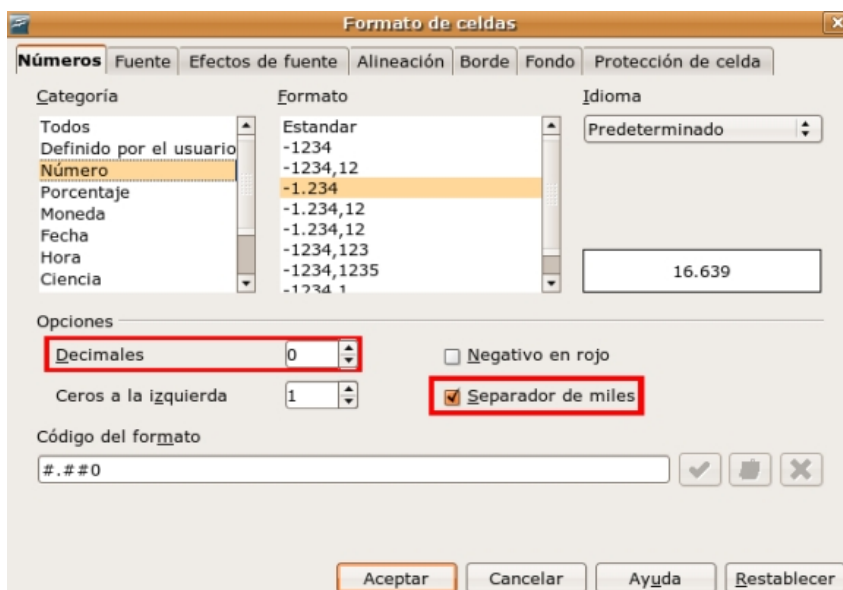 Formato de celdas
Números Fuente Efectos de fuente Alineación Borde Fondo Protección de celda
Categoría Formato Idioma
Todos Estandar Predeterminado
Definido por el usuario -1234
Número -1234,12
Porcentaje -1.234
Moneda -1.234,12
Fecha -1.234,12
Hora -1234,123
Ciencia -1234,1235
-1234,1
16.639
Opciones
Decimales 0 Negativo en rojo
Ceros a la izquierda 1 Separador de miles
Código del formato
#.##0
Aceptar Cancelar Ayuda Restablecer